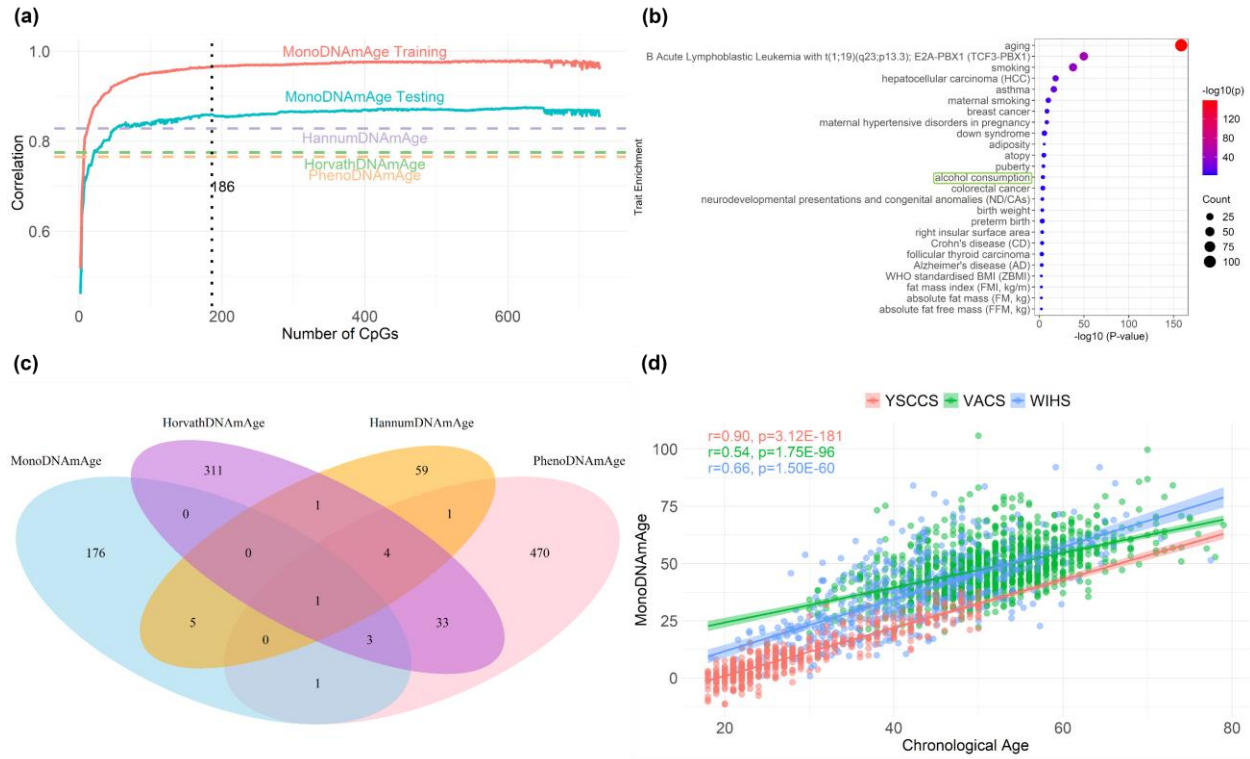 (a)
1.0
0.8
0.6
Correlation
MonoDNAmAge Training
MonoDNAmAge Testing
HannumDNAmAge
HorvathDNAmAge
PhenoDNAmAge
186
0
200
400
600
Number of CpGs
(b)
Trait Enrichment
aging
B Acute Lymphoblastic Leukemia with t(1;19)(q23;p13.3); E2A-PBX1 (TCF3-PBX1)
smoking
hepatocellular carcinoma (HCC)
asthma
maternal smoking
breast cancer
maternal hypertensive disorders in pregnancy
down syndrome
adiposity
atopy
puberty
alcohol consumption
colorectal cancer
neurodevelopmental presentations and congenital anomalies (ND/CAs)
birth weight
preterm birth
right insular surface area
Crohn's disease (CD)
follicular thyroid carcinoma
Alzheimer's disease (AD)
WHO standardised BMI (ZBMI)
fat mass index (FMI, kg/m)
absolute fat mass (FM, kg)
absolute fat free mass (FFM, kg)
0
50
100
150
-log10 (P-value)
-log10(p)
120
80
40
Count
25
50
75
100
(c)
MonoDNAmAge
HorvathDNAmAge
HannumDNAmAge
PhenoDNAmAge
311
59
0
1
1
176
0
4
470
1
5
0
3
33
1
(d)
YSCCS
VACS
WIHS
r=0.90, p=3.12E-181
r=0.54, p=1.75E-96
r=0.66, p=1.50E-60
MonoDNAmAge
100
75
50
25
0
20
40
60
80
Chronological Age